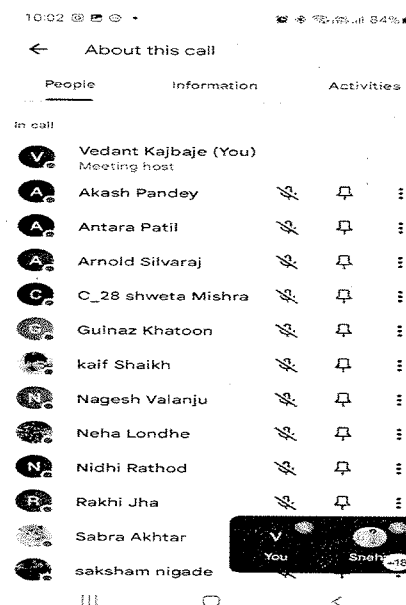 10:02
84%
About this call
People Information Activities
In call
V Vedant Kajbaje (You)
Meeting host
A Akash Pandey
A Antara Patil
A Arnold Silvaraj
C C_28 shweta Mishra
G Gulnaz Khatoon
kaif Shaikh
N Nagesh Valanju
Neha Londhe
N Nidhi Rathod
R Rakhi Jha
Sabra Akhtar
V
You
saksham nigade